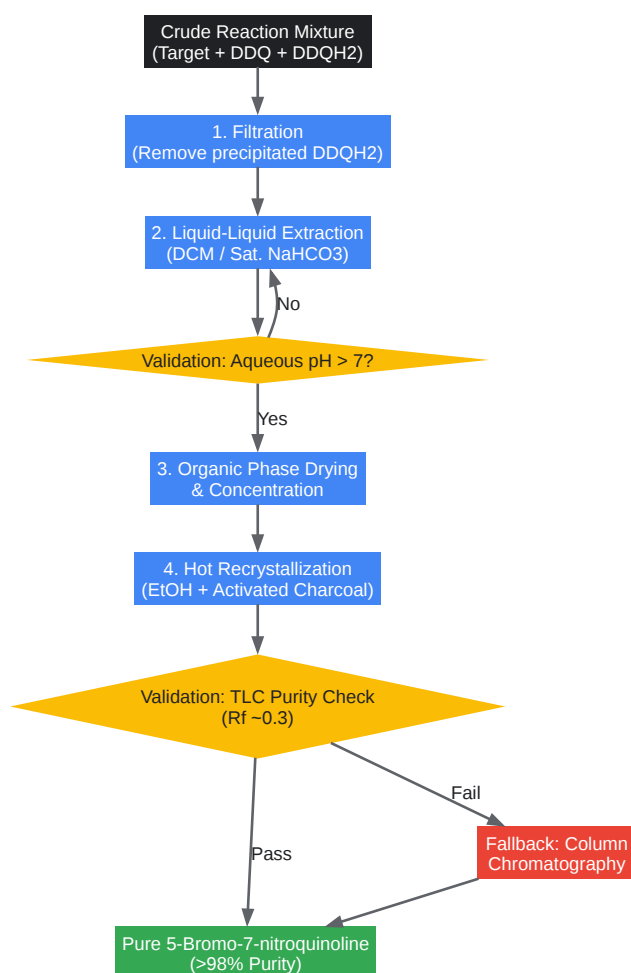 Crude Reaction Mixture
(Target + DDQ + DDQH2)
1. Filtration
(Remove precipitated DDQH2)
2. Liquid-Liquid Extraction
(DCM / Sat. NaHCO3)
No
Validation: Aqueous pH > 7?
Yes
3. Organic Phase Drying
& Concentration
4. Hot Recrystallization
(EtOH + Activated Charcoal)
Validation: TLC Purity Check
(Rf ~0.3)
Fail
Pass
Fallback: Column
Chromatography
Pure 5-Bromo-7-nitroquinoline
(>98% Purity)